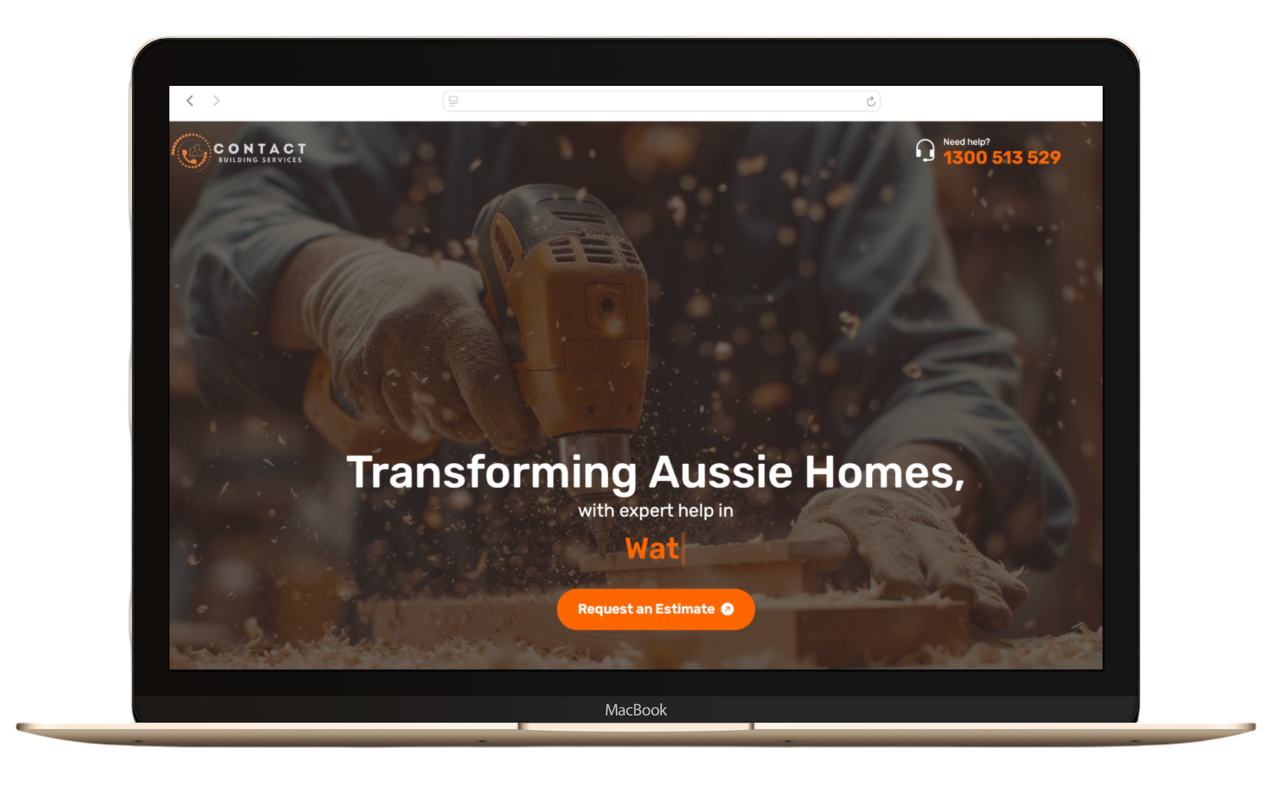 CONTACT
BUILDING SERVICES
Need help?
1300 513 529
Transforming Aussie Homes,
with expert help in
Wat
Request an Estimate
MacBook